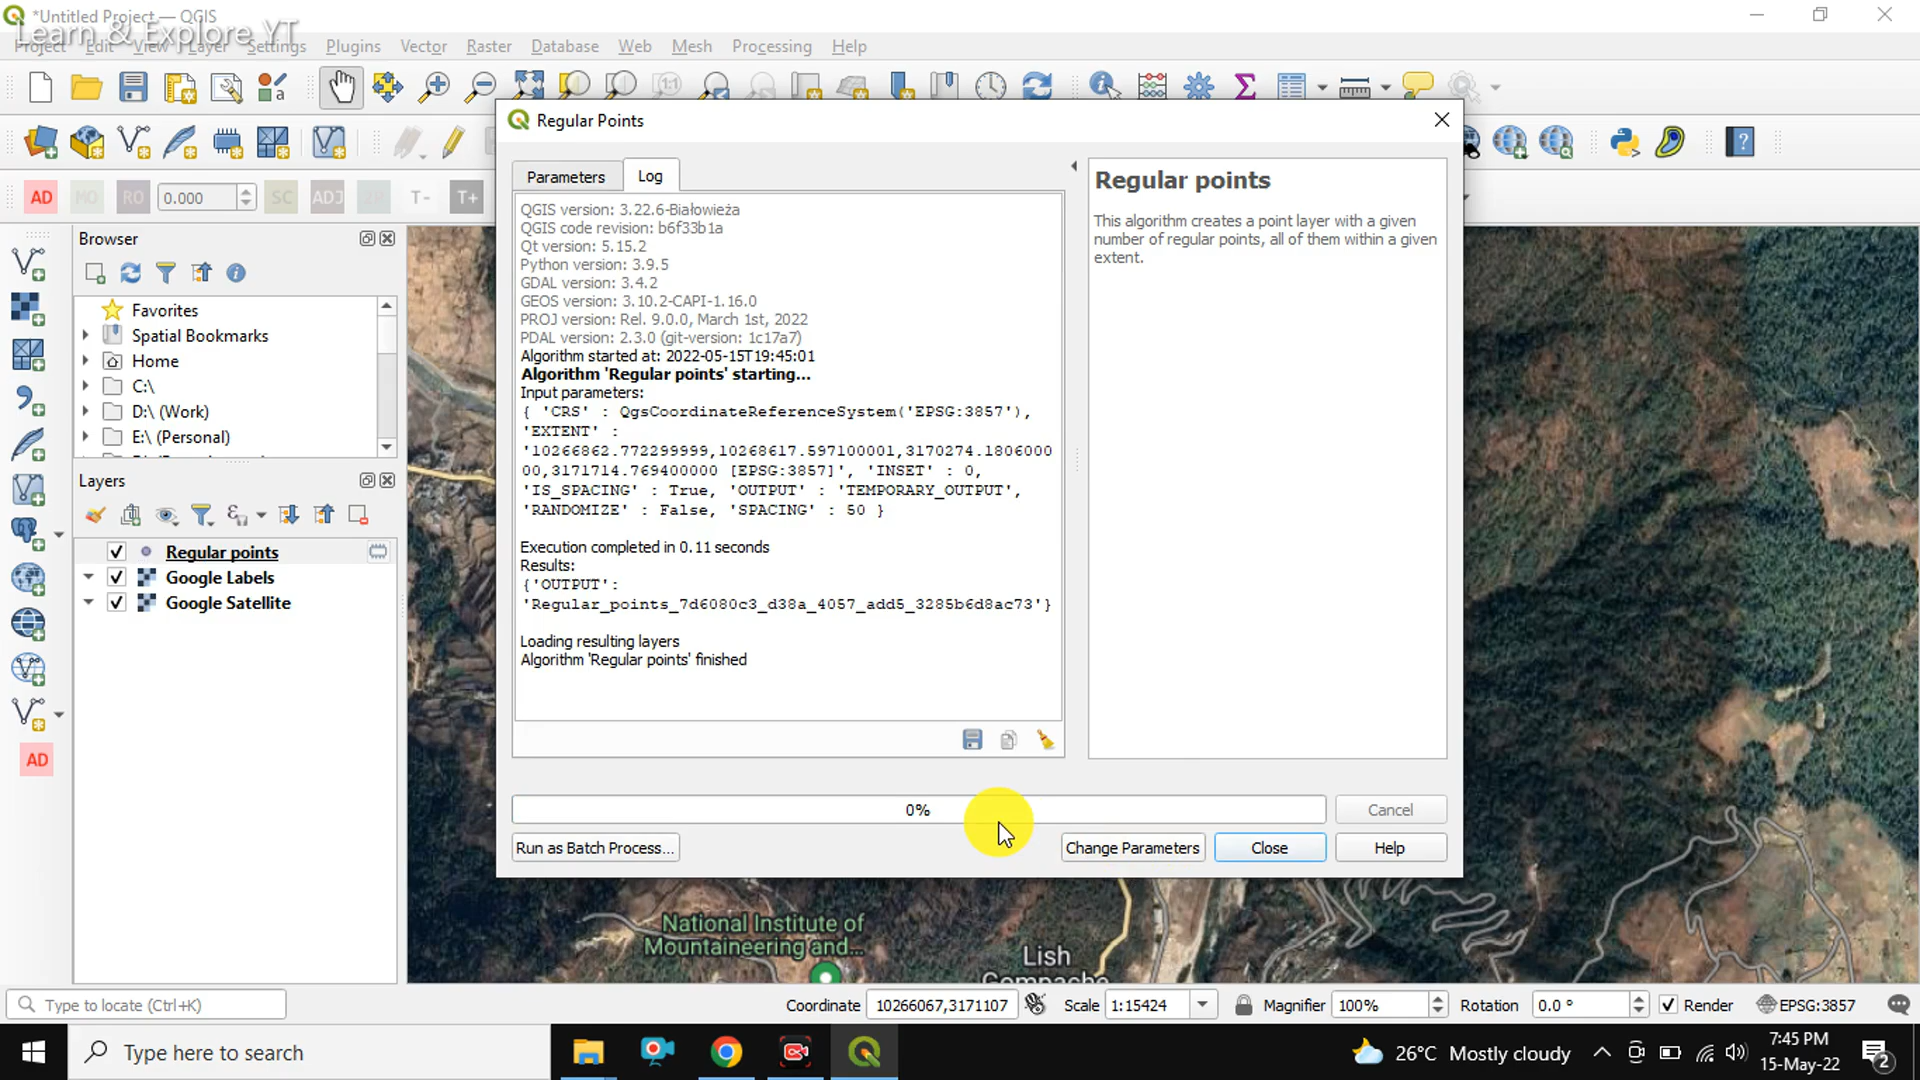 *Untitled Project — QGIS
Learn & Explore YT
Project Edit View Layer Settings Plugins Vector Raster Database Web Mesh Processing Help
Regular Points
AD MO RO 0.000 SC ADJ T- T+
Parameters Log
Regular points
This algorithm creates a point layer with a given
number of regular points, all of them within a given
extent.
QGIS version: 3.22.6-Białowieża
QGIS code revision: b6f33b1a
Qt version: 5.15.2
Python version: 3.9.5
GDAL version: 3.4.2
GEOS version: 3.10.2-CAPI-1.16.0
PROJ version: Rel. 9.0.0, March 1st, 2022
PDAL version: 2.3.0 (git-version: 1c17a7)
Algorithm started at: 2022-05-15T19:45:01
Algorithm 'Regular points' starting...
Input parameters:
{ 'CRS' : QgsCoordinateReferenceSystem('EPSG:3857'),
'EXTENT' :
'10266862.772299999,10268617.597100001,3170274.18060000
00,3171714.769400000 [EPSG:3857]', 'INSET' : 0,
'IS_SPACING' : True, 'OUTPUT' : 'TEMPORARY_OUTPUT',
'RANDOMIZE' : False, 'SPACING' : 50 }
Execution completed in 0.11 seconds
Results:
{'OUTPUT':
'Regular_points_7d6080c3_d38a_4057_add5_3285b6d8ac73'}
Loading resulting layers
Algorithm 'Regular points' finished
0%
Cancel
Run as Batch Process...
Change Parameters
Close
Help
Browser
Favorites
Spatial Bookmarks
Home
C:\
D:\ (Work)
E:\ (Personal)
Layers
Regular points
Google Labels
Google Satellite
AD
National Institute of
Mountaineering and...
Lish
Gompache
Type to locate (Ctrl+K)
Coordinate 10266067,3171107 Scale 1:15424 Magnifier 100% Rotation 0.0 ° Render EPSG:3857
Type here to search
26°C Mostly cloudy
7:45 PM
15-May-22
2